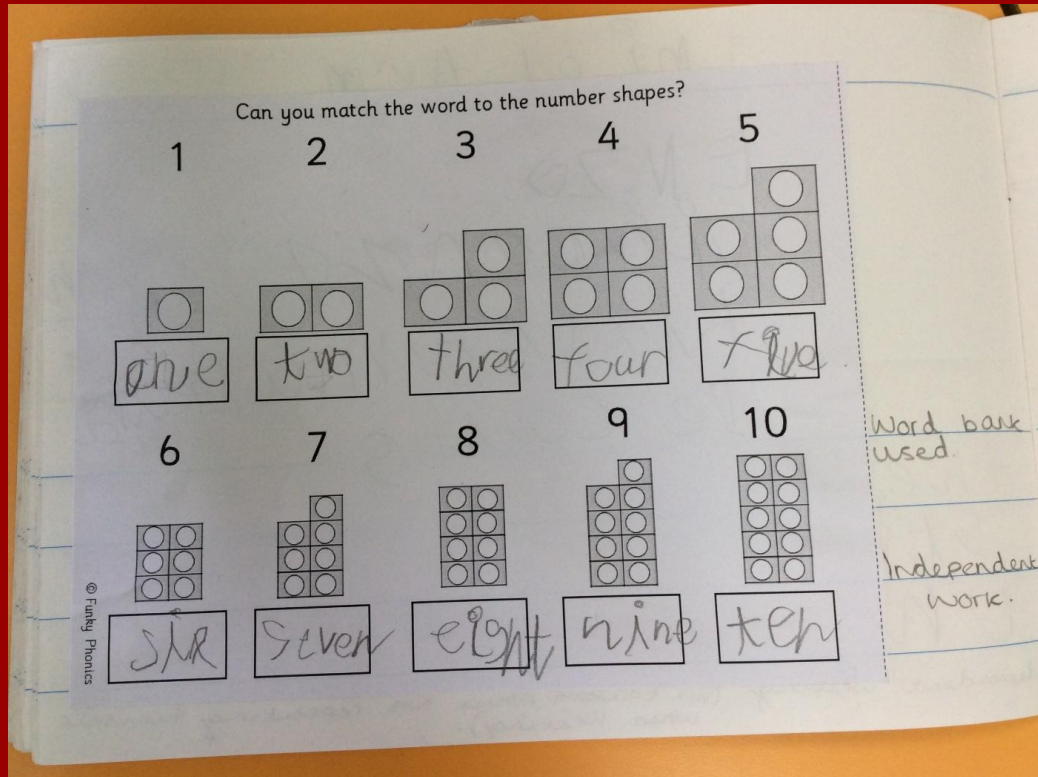 Can you match the word to the number shapes?
1 2 3 4 5
one two three four five
6 7 8 9 10
six seven eight nine ten
Word bank
used.
Independent
work.
© Funky Phonics